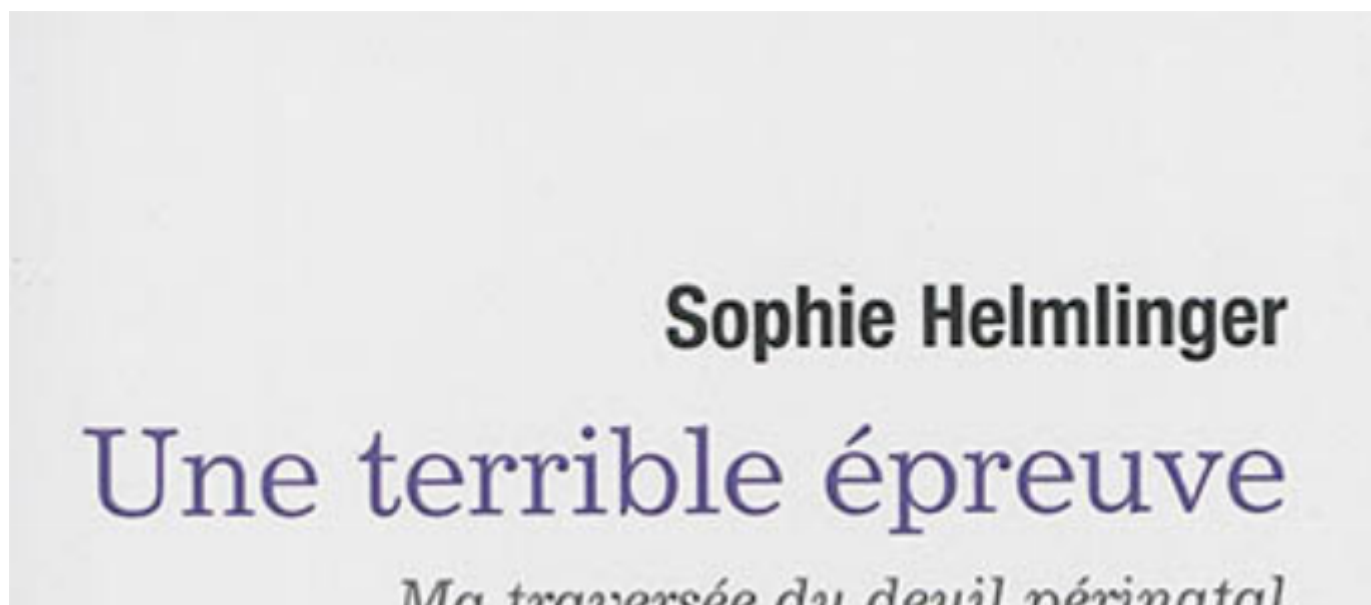 Sophie Helmlinger
Une terrible épreuve
Ma traversée du deuil périnatal